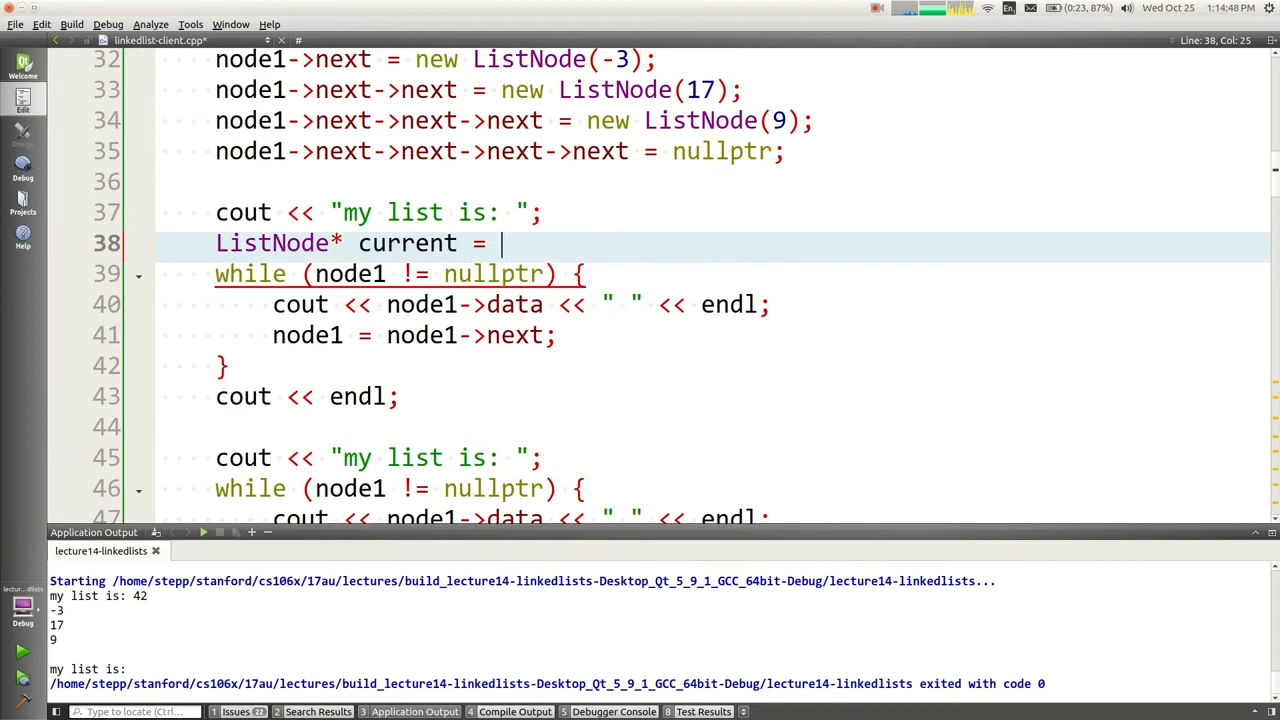 En (0:23, 87%) Wed Oct 25 1:14:48 PM
File Edit Build Debug Analyze Tools Window Help
linkedlist-client.cpp* # Line: 38, Col: 25
Welcome
Edit
Design
Debug
Projects
Help
32 node1->next = new ListNode(-3);
33 node1->next->next = new ListNode(17);
34 node1->next->next->next = new ListNode(9);
35 node1->next->next->next->next = nullptr;
36
37 cout << "my list is: ";
38 ListNode* current =
39 while (node1 != nullptr) {
40 cout << node1->data << " " << endl;
41 node1 = node1->next;
42 }
43 cout << endl;
44
45 cout << "my list is: ";
46 while (node1 != nullptr) {
47 cout << node1->data << " " << endl;
Application Output
lecture14-linkedlists
Starting /home/stepp/stanford/cs106x/17au/lectures/build_lecture14-linkedlists-Desktop_Qt_5_9_1_GCC_64bit-Debug/lecture14-linkedlists...
my list is: 42
-3
17
9
my list is:
/home/stepp/stanford/cs106x/17au/lectures/build_lecture14-linkedlists-Desktop_Qt_5_9_1_GCC_64bit-Debug/lecture14-linkedlists exited with code 0
lectur...dlists
Debug
Type to locate (Ctrl... 1 Issues 22 2 Search Results 3 Application Output 4 Compile Output 5 Debugger Console 8 Test Results